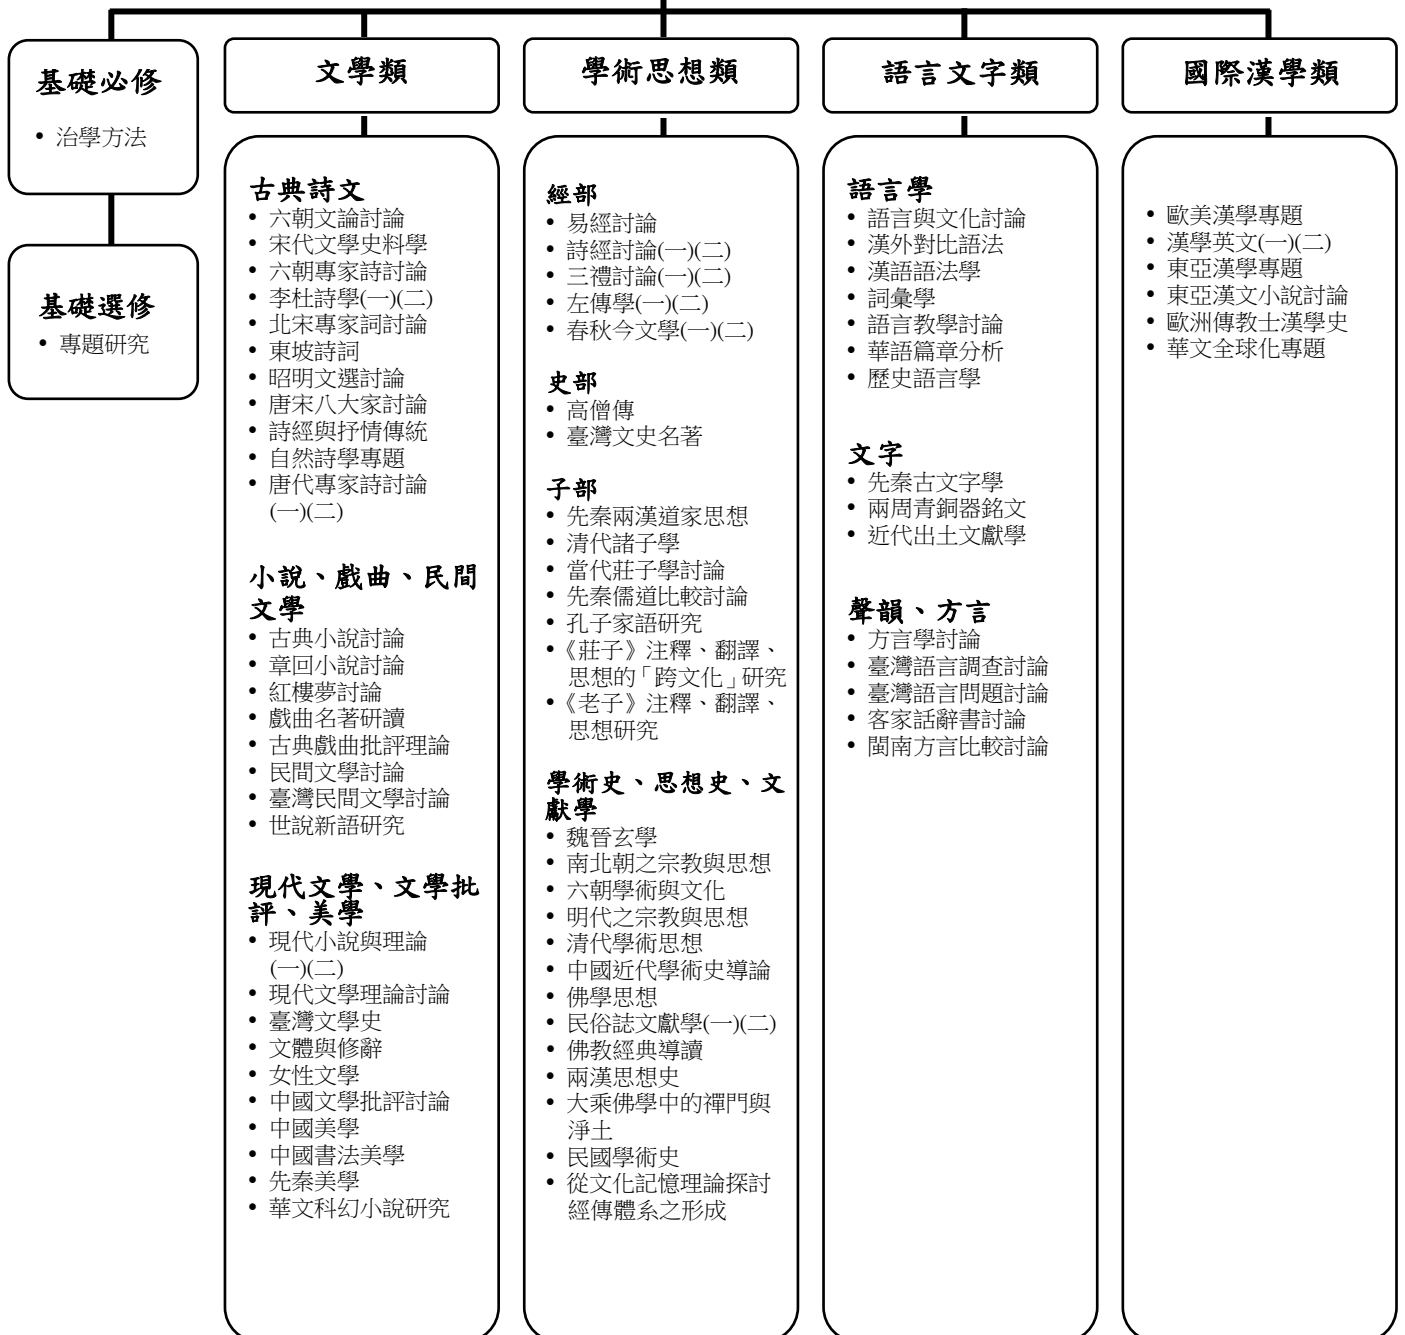 基礎必修
• 治學方法
基礎選修
• 專題研究
文學類
古典詩文
• 六朝文論討論
• 宋代文學史料學
• 六朝專家詩討論
• 李杜詩學(一)(二)
• 北宋專家詞討論
• 東坡詩詞
• 昭明文選討論
• 唐宋八大家討論
• 詩經與抒情傳統
• 自然詩學專題
• 唐代專家詩討論
(一)(二)
小說、戲曲、民間
文學
• 古典小說討論
• 章回小說討論
• 紅樓夢討論
• 戲曲名著研讀
• 古典戲曲批評理論
• 民間文學討論
• 臺灣民間文學討論
• 世說新語研究
現代文學、文學批
評、美學
• 現代小說與理論
(一)(二)
• 現代文學理論討論
• 臺灣文學史
• 文體與修辭
• 女性文學
• 中國文學批評討論
• 中國美學
• 中國書法美學
• 先秦美學
• 華文科幻小說研究
學術思想類
經部
• 易經討論
• 詩經討論(一)(二)
• 三禮討論(一)(二)
• 左傳學(一)(二)
• 春秋今文學(一)(二)
史部
• 高僧傳
• 臺灣文史名著
子部
• 先秦兩漢道家思想
• 清代諸子學
• 當代莊子學討論
• 先秦儒道比較討論
• 孔子家語研究
•《莊子》注釋、翻譯、
思想的「跨文化」研究
•《老子》注釋、翻譯、
思想研究
學術史、思想史、文
獻學
• 魏晉玄學
• 南北朝之宗教與思想
• 六朝學術與文化
• 明代之宗教與思想
• 清代學術思想
• 中國近代學術史導論
• 佛學思想
• 民俗誌文獻學(一)(二)
• 佛教經典導讀
• 兩漢思想史
• 大乘佛學中的禪門與
淨土
• 民國學術史
• 從文化記憶理論探討
經傳體系之形成
語言文字類
語言學
• 語言與文化討論
• 漢外對比語法
• 漢語語法學
• 詞彙學
• 語言教學討論
• 華語篇章分析
• 歷史語言學
文字
• 先秦古文字學
• 兩周青銅器銘文
• 近代出土文獻學
聲韻、方言
• 方言學討論
• 臺灣語言調查討論
• 臺灣語言問題討論
• 客家話辭書討論
• 閩南方言比較討論
國際漢學類
• 歐美漢學專題
• 漢學英文(一)(二)
• 東亞漢學專題
• 東亞漢文小說討論
• 歐洲傳教士漢學史
• 華文全球化專題